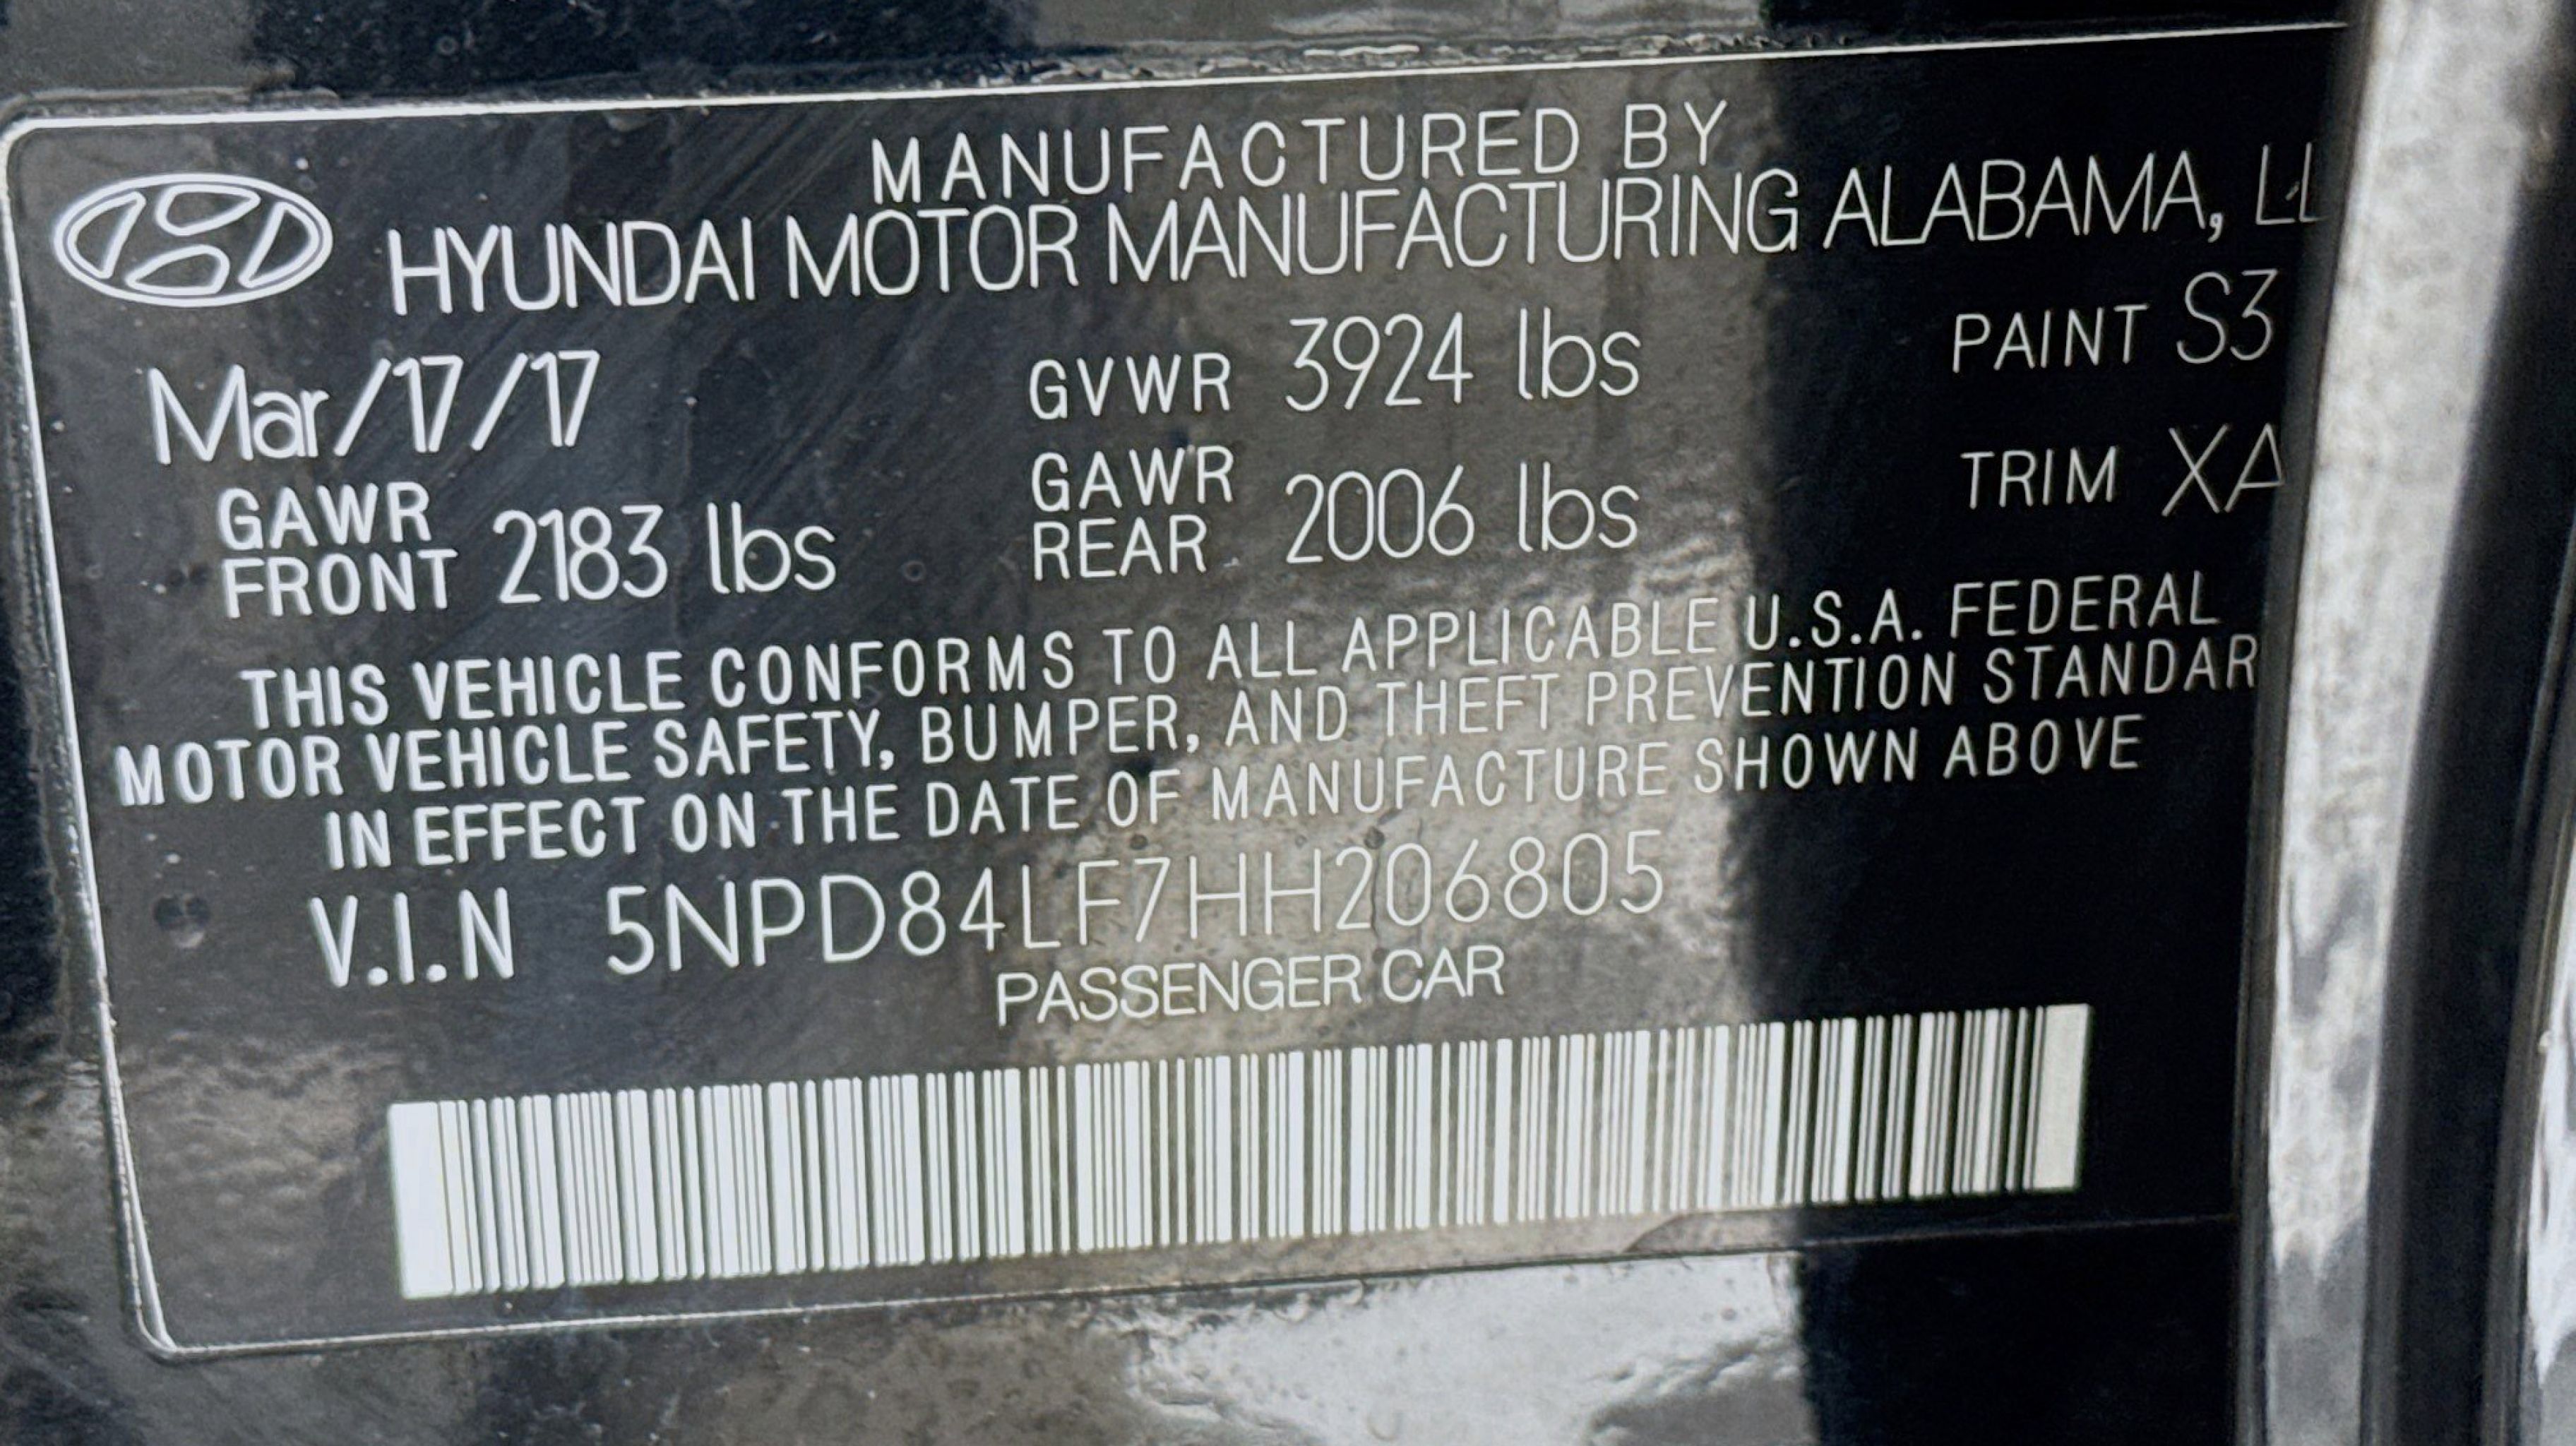 MANUFACTURED BY
HYUNDAI MOTOR MANUFACTURING ALABAMA, LL
Mar/17/17 GVWR 3924 lbs PAINT S3
GAWR FRONT 2183 lbs GAWR REAR 2006 lbs TRIM XA
THIS VEHICLE CONFORMS TO ALL APPLICABLE U.S.A. FEDERAL
MOTOR VEHICLE SAFETY, BUMPER, AND THEFT PREVENTION STANDAR
IN EFFECT ON THE DATE OF MANUFACTURE SHOWN ABOVE
V.I.N 5NPD84LF7HH206805
PASSENGER CAR